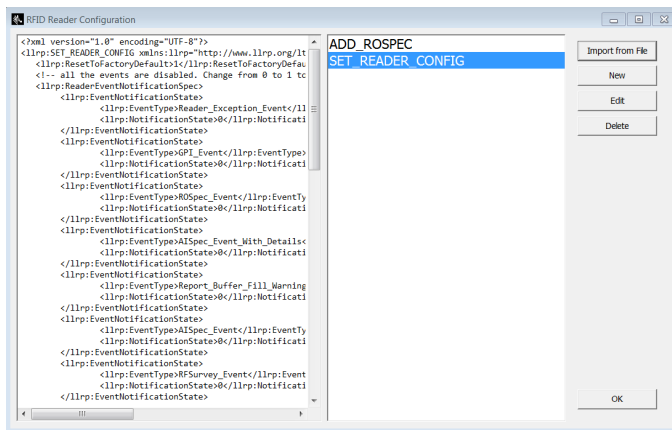 RFID Reader Configuration
<?xml version="1.0" encoding="UTF-8"?>
<llrp:SET_READER_CONFIG xmlns:llrp="http://www.llrp.org/lt
<llrp:ResetToFactoryDefault>1</llrp:ResetToFactoryDefau
<!-- all the events are disabled. Change from 0 to 1 to
<llrp:ReaderEventNotificationSpec>
<llrp:EventNotificationState>
<llrp:EventType>Reader_Exception_Event</ll
<llrp:NotificationState>0</llrp:Notificati
</llrp:EventNotificationState>
<llrp:EventNotificationState>
<llrp:EventType>GPI_Event</llrp:EventType>
<llrp:NotificationState>0</llrp:Notificati
</llrp:EventNotificationState>
<llrp:EventNotificationState>
<llrp:EventType>ROSpec_Event</llrp:EventTy
<llrp:NotificationState>0</llrp:Notificati
</llrp:EventNotificationState>
<llrp:EventNotificationState>
<llrp:EventType>AISpec_Event_With_Details<
<llrp:NotificationState>0</llrp:Notificati
</llrp:EventNotificationState>
<llrp:EventNotificationState>
<llrp:EventType>Report_Buffer_Fill_Warning
<llrp:NotificationState>0</llrp:Notificati
</llrp:EventNotificationState>
<llrp:EventNotificationState>
<llrp:EventType>AISpec_Event</llrp:EventTy
<llrp:NotificationState>0</llrp:Notificati
</llrp:EventNotificationState>
<llrp:EventNotificationState>
<llrp:EventType>RFSurvey_Event</llrp:Event
<llrp:NotificationState>0</llrp:Notificati
</llrp:EventNotificationState>
ADD_ROSPEC
SET_READER_CONFIG
Import from File
New
Edit
Delete
OK